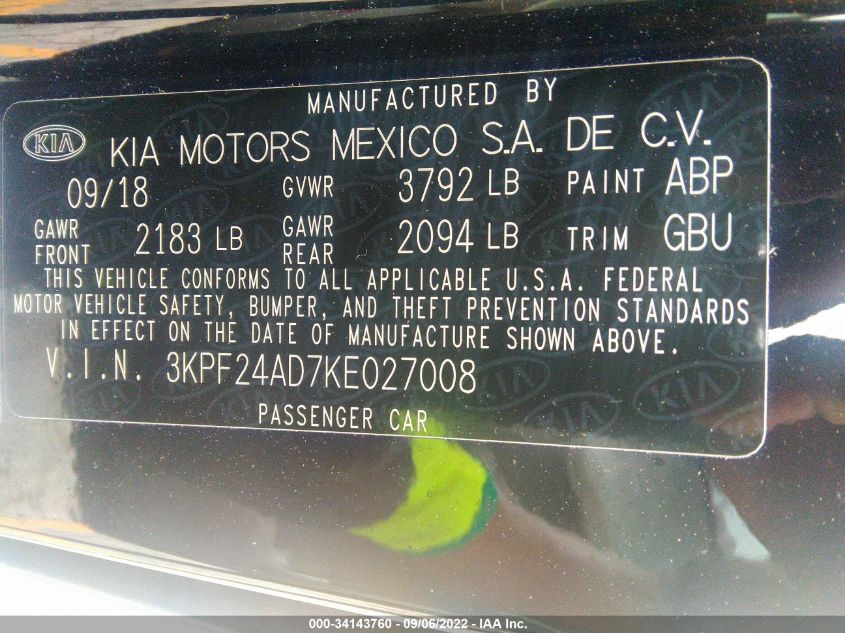 MANUFACTURED BY
KIA KIA MOTORS MEXICO S.A. DE C.V.
09/18 GVWR 3792 LB PAINT ABP
GAWR FRONT 2183 LB GAWR REAR 2094 LB TRIM GBU
THIS VEHICLE CONFORMS TO ALL APPLICABLE U.S.A. FEDERAL
MOTOR VEHICLE SAFETY, BUMPER, AND THEFT PREVENTION STANDARDS
IN EFFECT ON THE DATE OF MANUFACTURE SHOWN ABOVE.
V.I.N. 3KPF24AD7KE027008
PASSENGER CAR
000-34143760 - 09/06/2022 - IAA Inc.